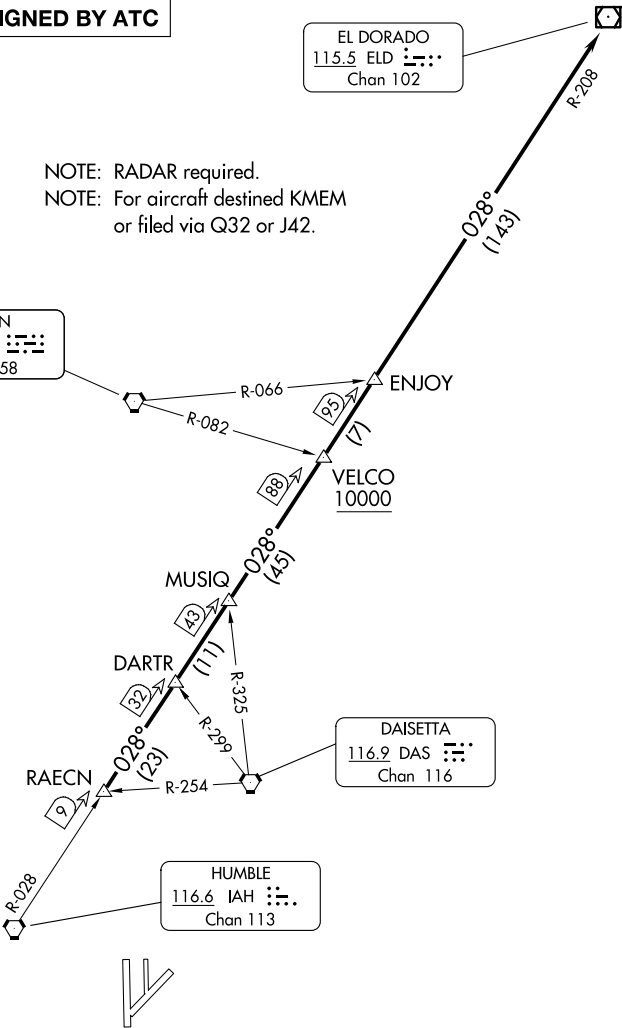 IGNED BY ATC
EL DORADO
115.5 ELD
Chan 102
R-208
NOTE: RADAR required.
NOTE: For aircraft destined KMEM
or filed via Q32 or J42.
028°
(143)
N
58
R-066
ENJOY
95
R-082
(7)
VELCO
10000
88
028°
(45)
MUSIQ
43
(11)
DARTR
R-325
32
R-299
DAISETTA
116.9 DAS
Chan 116
028°
(23)
RAECN
R-254
9
HUMBLE
116.6 IAH
Chan 113
R-028